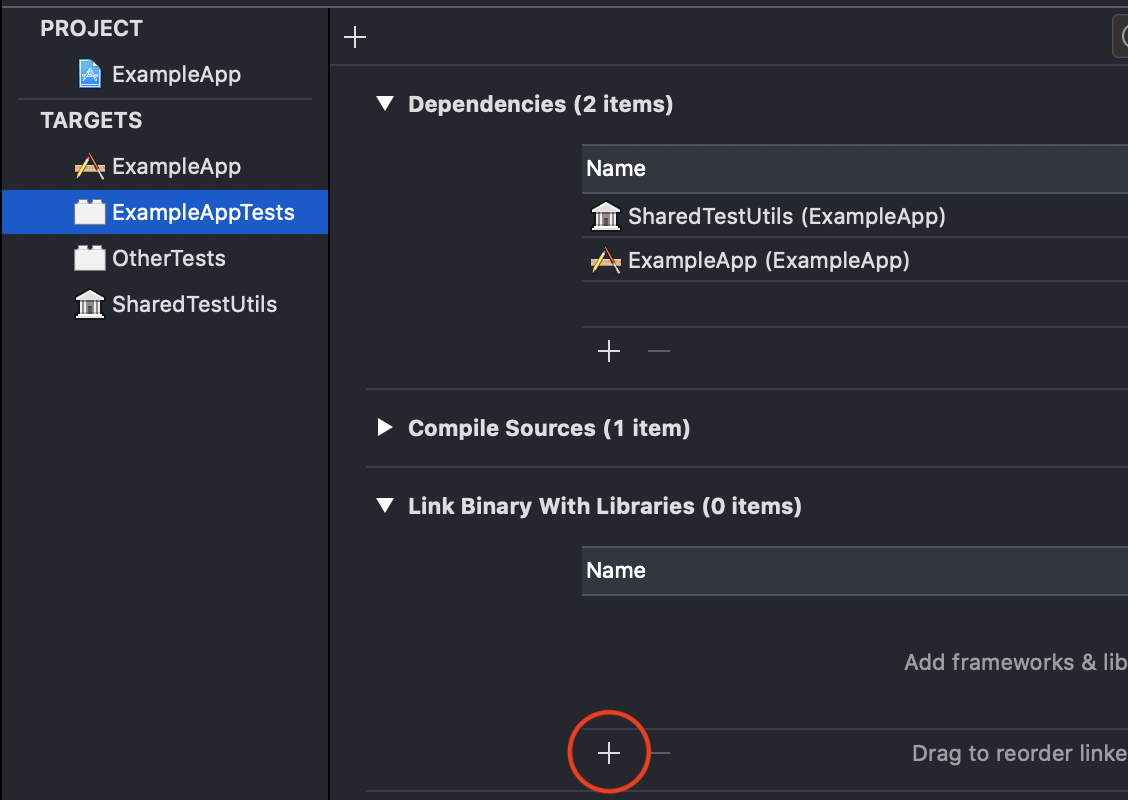 PROJECT
ExampleApp
TARGETS
ExampleApp
ExampleAppTests
OtherTests
SharedTestUtils
Dependencies (2 items)
Name
SharedTestUtils (ExampleApp)
ExampleApp (ExampleApp)
Compile Sources (1 item)
Link Binary With Libraries (0 items)
Name
Add frameworks & lib
Drag to reorder linke